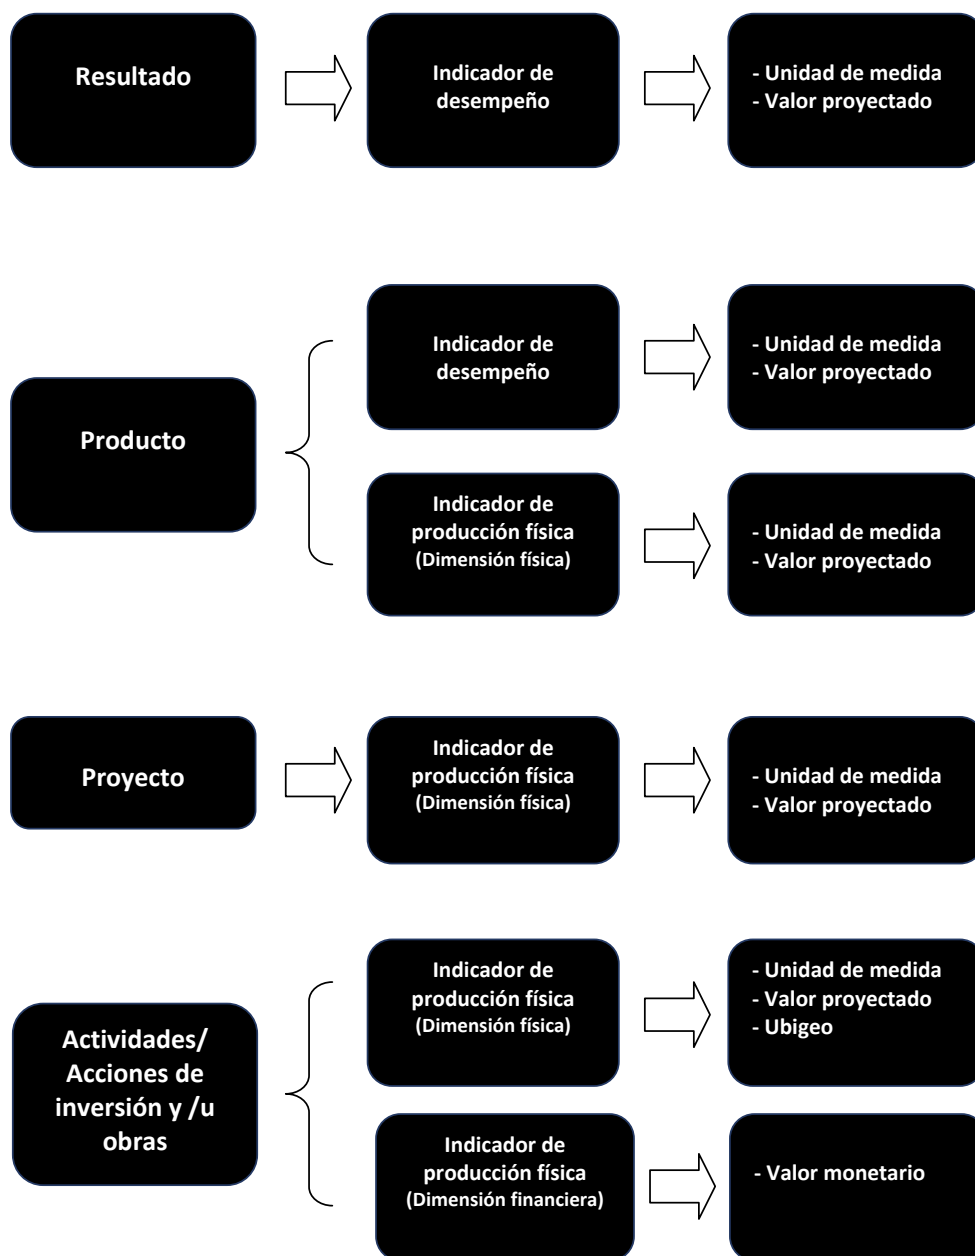 Resultado
Indicador de
desempeño
- Unidad de medida
- Valor proyectado
Producto
Indicador de
desempeño
- Unidad de medida
- Valor proyectado
Indicador de
producción física
(Dimensión física)
- Unidad de medida
- Valor proyectado
Proyecto
Indicador de
producción física
(Dimensión física)
- Unidad de medida
- Valor proyectado
Actividades/
Acciones de
inversión y /u
obras
Indicador de
producción física
(Dimensión física)
- Unidad de medida
- Valor proyectado
- Ubigeo
Indicador de
producción física
(Dimensión financiera)
- Valor monetario